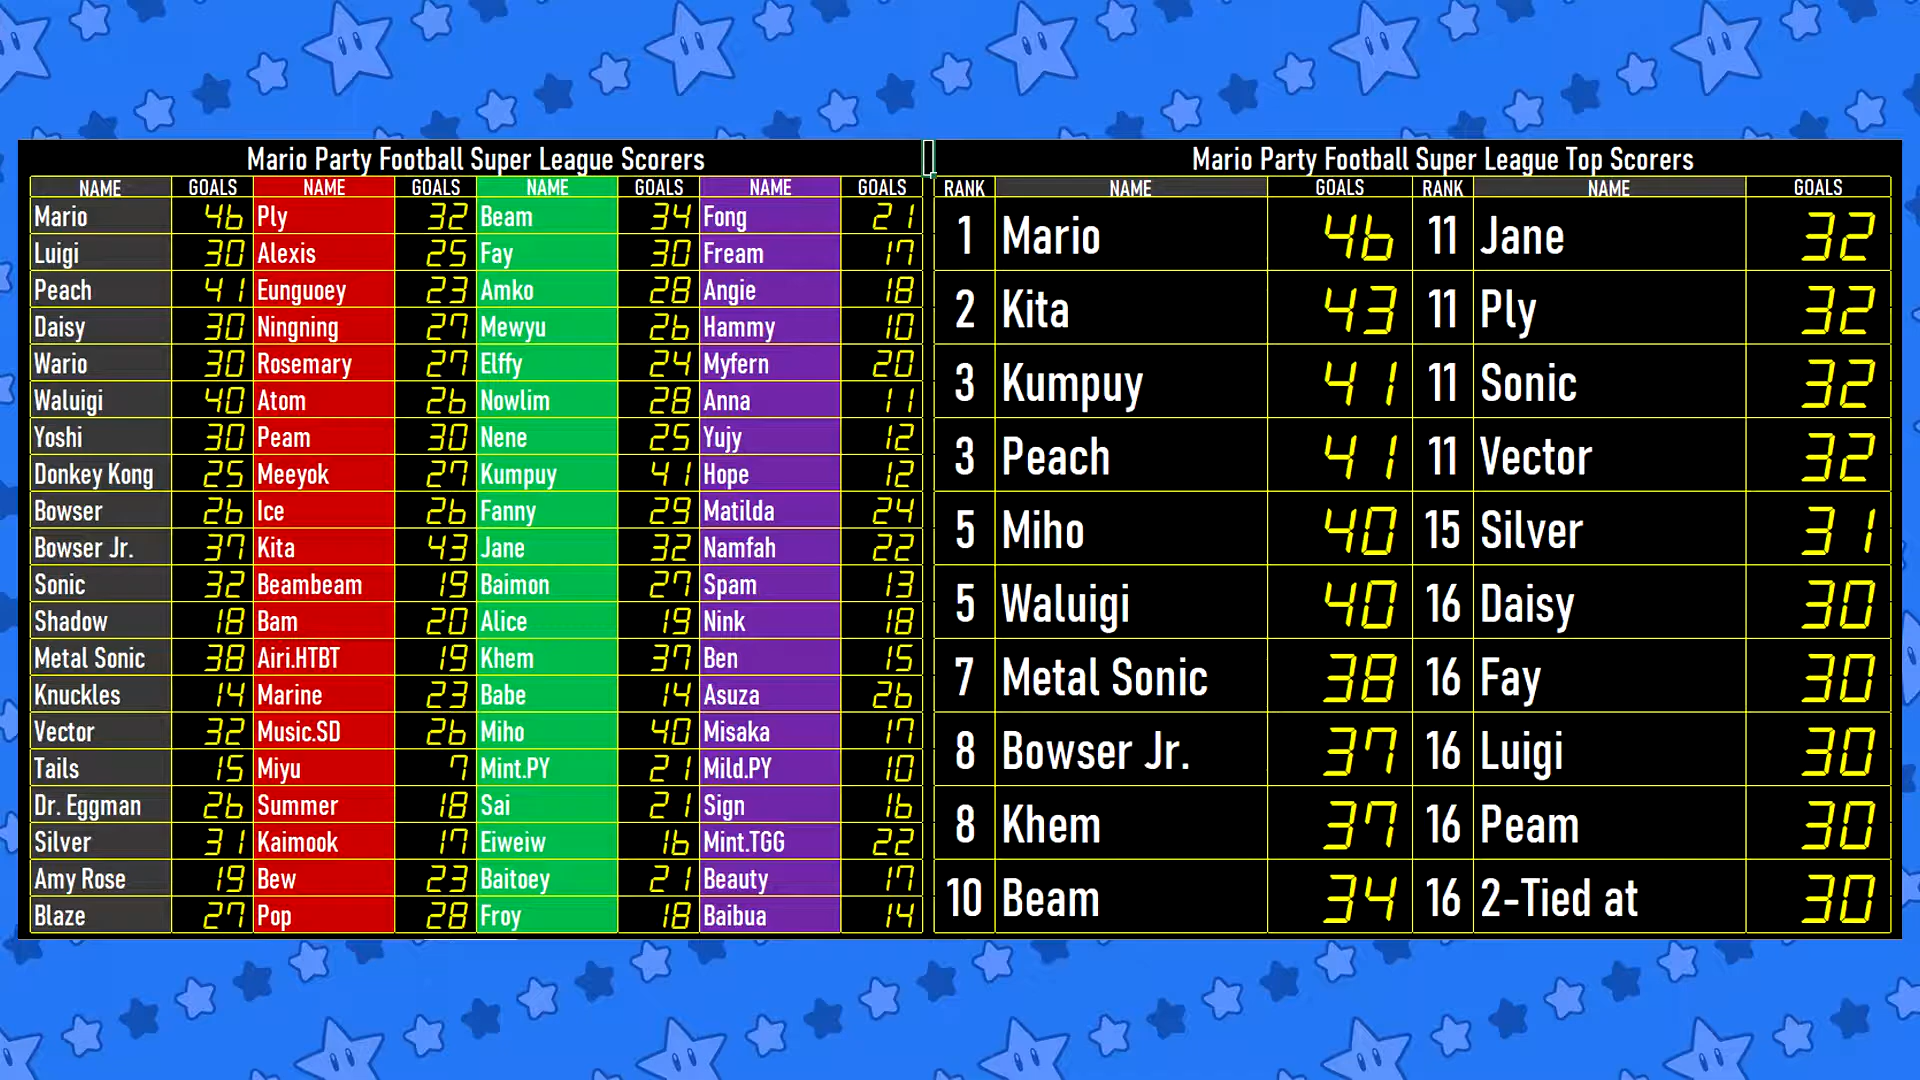 Mario Party Football Super League Scorers
NAME GOALS NAME GOALS NAME GOALS NAME GOALS
Mario 46 Ply 32 Beam 34 Fong 21
Luigi 30 Alexis 25 Fay 30 Fream 17
Peach 41 Eunguoey 23 Amko 28 Angie 18
Daisy 30 Ningning 27 Mewyu 26 Hammy 10
Wario 30 Rosemary 27 Elffy 24 Myfern 20
Waluigi 40 Atom 26 Nowlim 28 Anna 11
Yoshi 30 Peam 30 Nene 25 Yujy 12
Donkey Kong 25 Meeyok 27 Kumpuy 41 Hope 12
Bowser 26 Ice 26 Fanny 29 Matilda 24
Bowser Jr. 37 Kita 43 Jane 32 Namfah 22
Sonic 32 Beambeam 19 Baimon 27 Spam 13
Shadow 18 Bam 20 Alice 19 Nink 18
Metal Sonic 38 Airi.HTBT 19 Khem 37 Ben 15
Knuckles 14 Marine 23 Babe 14 Asuza 26
Vector 32 Music.SD 26 Miho 40 Misaka 17
Tails 15 Miyu 7 Mint.PY 21 Mild.PY 10
Dr. Eggman 26 Summer 18 Sai 21 Sign 16
Silver 31 Kaimook 17 Eiweiw 16 Mint.TGG 22
Amy Rose 19 Bew 23 Baitoey 21 Beauty 17
Blaze 27 Pop 28 Froy 18 Baibua 14
Mario Party Football Super League Top Scorers
RANK NAME GOALS RANK NAME GOALS
1 Mario 46 11 Jane 32
2 Kita 43 11 Ply 32
3 Kumpuy 41 11 Sonic 32
3 Peach 41 11 Vector 32
5 Miho 40 15 Silver 31
5 Waluigi 40 16 Daisy 30
7 Metal Sonic 38 16 Fay 30
8 Bowser Jr. 37 16 Luigi 30
8 Khem 37 16 Peam 30
10 Beam 34 16 2-Tied at 30